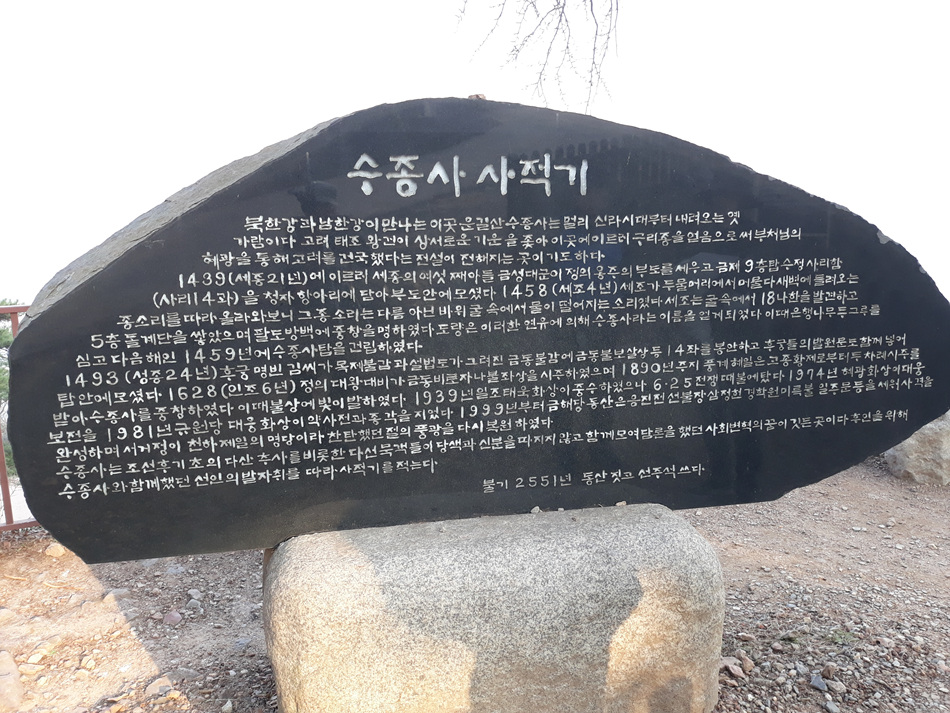 수종사 사적기
북한강과 남한강이 만나는 이곳 운길산 수종사는 멀리 신라시대부터 내려오는 옛
가람이다 고려 태조 왕건이 상서로운 기운을 좇아 이곳에 이르러 구리종을 얻음으로써 부처님의
혜광을 통해 고려를 건국했다는 전설이 전해지는 곳이기도 하다.
1439(세종21년)에 이르러 세종의 여섯째 아들 금성대군이 정의옹주의 부도를 세우고 금제 9층탑 수정사리함
(사리14과)을 청자 항아리에 담아 부도안에 모셨다. 1458(세조4년) 세조가 두물머리에서 머물다 새벽에 들려오는
종소리를 따라 올라와보니 그 종소리는 다름 아닌 바위굴 속에서 물이 떨어지는 소리였다 세조는 굴속에서 18나한을 발견하고
5층 돌계단을 쌓았으며 팔도방백에 중창을 명하였다 도량은 이러한 연유에 의해 수종사라는 이름을 얻게되었다 이때 은행나무 두그루를
심고 다음해인 1459년에 수종사 탑을 건립하였다.
1493 (성종24년) 후궁 명빈 김씨가 목제불감과 설법도가 그려진 금동불감에 금동불보살상 등 14좌를 봉안하고 후궁들의 발원문도 함께 넣어
탑안에 모셨다. 1628 (인조6년) 정의 대왕대비가 금동비로자나불좌상을 시주하였으며 1890년 주지 풍계혜일은 고종황제로부터 두차례 시주를
받아 수종사를 중창하였다 이때 불상에 빛이 발하였다. 1939년 월조태욱화상이 중수하였으나 6·25전쟁 때 불에 탔다. 1974년 혜광화상이 대웅
보전을 1981년 규원당 대웅화상이 약사전과 종각을 지었다 1999년부터 금해당 동산은 응진전 선불장 삼정헌 경학원 미륵불 일주문 등을 세워 사격을
완성하며 서거정이 천하제일의 명당이라 찬탄했던 절의 풍광을 다시 복원하였다
수종사는 조선후기 초의 다산 추사를 비롯한 다선묵객들이 당색과 신분을 따지지 않고 함께모여 담론을 했던 사회변혁의 꿈이 깃든 곳이다 후인을 위해
수종사와 함께했던 선인의 발자취를 따라 사적기를 적는다.
불기 2551년 동산 짓고 선주석 쓰다.